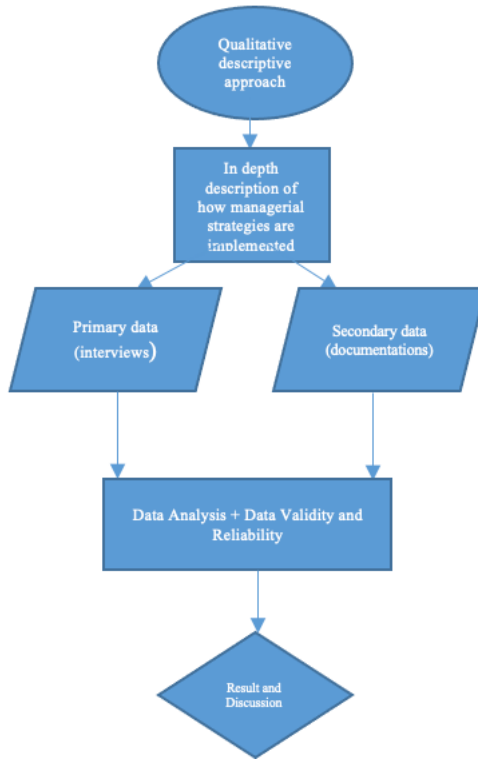 Qualitative
descriptive
approach
In depth
description of
how managerial
strategies are
implemented
Primary data
(interviews)
Secondary data
(documentations)
Data Analysis + Data Validity and
Reliability
Result and
Discussion